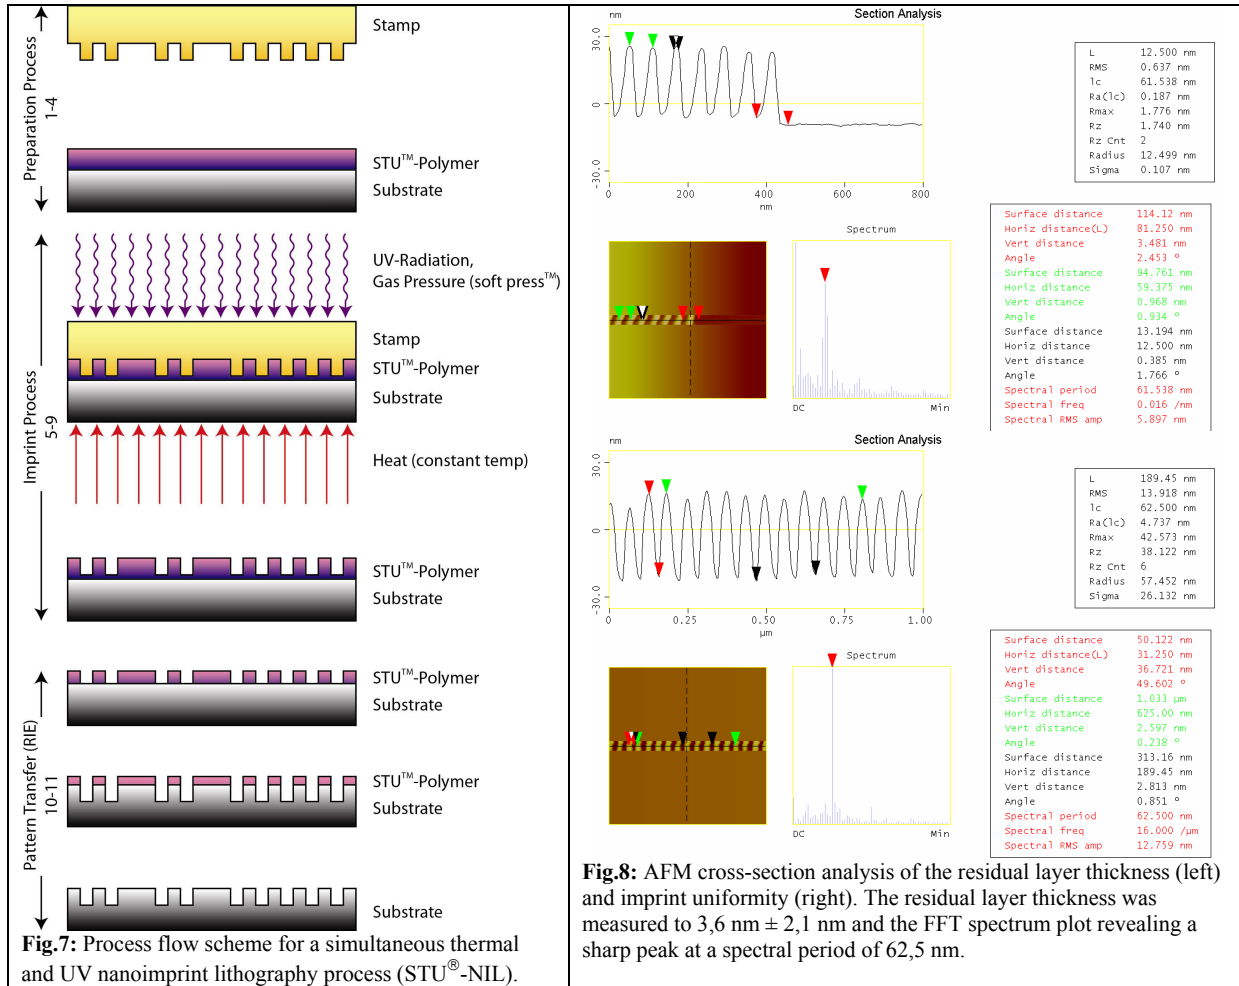 Preparation Process
1-4
Stamp
STU™-Polymer
Substrate
Imprint Process
5-9
UV-Radiation,
Gas Pressure (soft press™)
Stamp
STU™-Polymer
Substrate
Heat (constant temp)
STU™-Polymer
Substrate
Pattern Transfer (RIE)
10-11
STU™-Polymer
Substrate
STU™-Polymer
Substrate
Substrate
Fig.7: Process flow scheme for a simultaneous thermal
and UV nanoimprint lithography process (STU®-NIL).
nm
Section Analysis
30.0
0
-30.0
0 200 400 600 800
nm
L 12.500 nm
RMS 0.637 nm
lc 61.538 nm
Ra(lc) 0.187 nm
Rmax 1.776 nm
Rz 1.740 nm
Rz Cnt 2
Radius 12.499 nm
Sigma 0.107 nm
Spectrum
DC Min
Surface distance 114.12 nm
Horiz distance(L) 81.250 nm
Vert distance 3.481 nm
Angle 2.453 º
Surface distance 94.761 nm
Horiz distance 59.375 nm
Vert distance 0.968 nm
Angle 0.934 º
Surface distance 13.194 nm
Horiz distance 12.500 nm
Vert distance 0.385 nm
Angle 1.766 º
Spectral period 61.538 nm
Spectral freq 0.016 /nm
Spectral RMS amp 5.897 nm
nm
Section Analysis
30.0
0
-30.0
0 0.25 0.50 0.75 1.00
µm
L 189.45 nm
RMS 13.918 nm
lc 62.500 nm
Ra(lc) 4.737 nm
Rmax 42.573 nm
Rz 38.122 nm
Rz Cnt 6
Radius 57.452 nm
Sigma 26.132 nm
Spectrum
DC Min
Surface distance 50.122 nm
Horiz distance(L) 31.250 nm
Vert distance 36.721 nm
Angle 49.602 º
Surface distance 1.033 µm
Horiz distance 625.00 nm
Vert distance 2.597 nm
Angle 0.238 º
Surface distance 313.16 nm
Horiz distance 189.45 nm
Vert distance 2.813 nm
Angle 0.851 º
Spectral period 62.500 nm
Spectral freq 16.000 /µm
Spectral RMS amp 12.759 nm
Fig.8: AFM cross-section analysis of the residual layer thickness (left)
and imprint uniformity (right). The residual layer thickness was
measured to 3,6 nm ± 2,1 nm and the FFT spectrum plot revealing a
sharp peak at a spectral period of 62,5 nm.